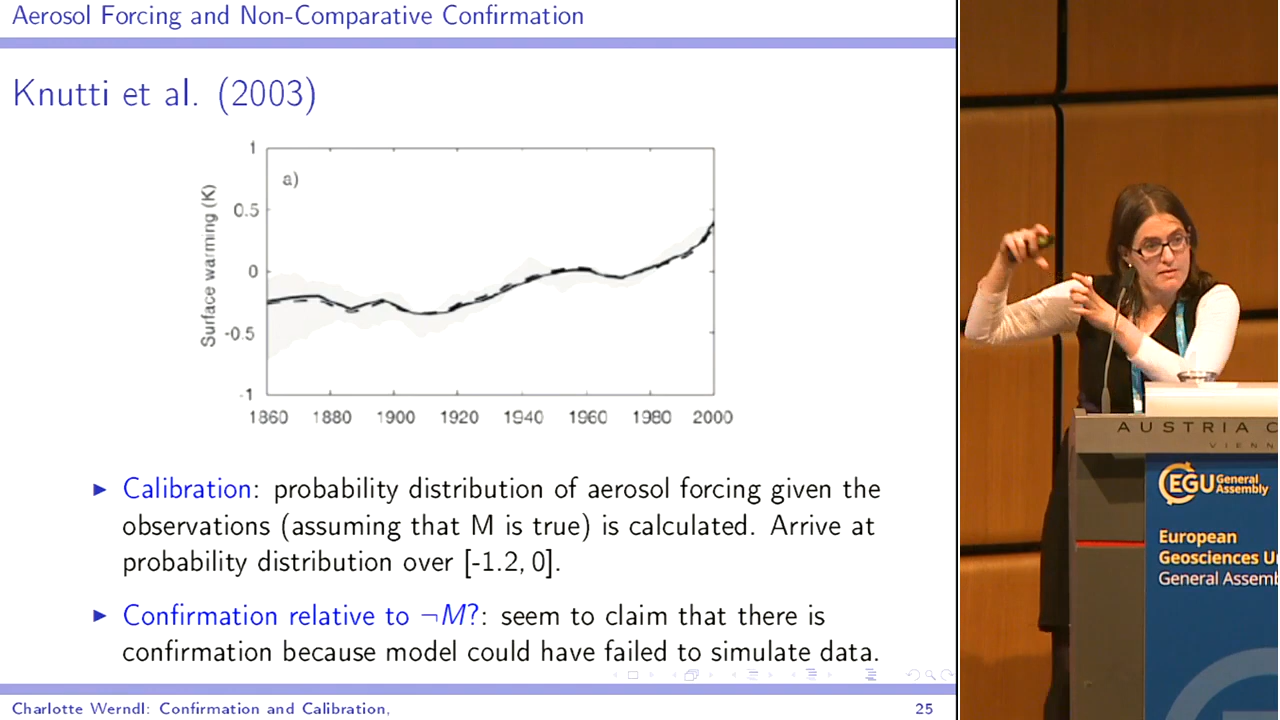 Aerosol Forcing and Non-Comparative Confirmation
Knutti et al. (2003)
1
a)
0.5
Surface warming (K)
0
-0.5
-1
1860 1880 1900 1920 1940 1960 1980 2000
Calibration: probability distribution of aerosol forcing given the
observations (assuming that M is true) is calculated. Arrive at
probability distribution over [-1.2, 0].
Confirmation relative to ¬M?: seem to claim that there is
confirmation because model could have failed to simulate data.
Charlotte Werndl: Confirmation and Calibration,
25
AUSTRIA C
VIENN
EGU General
Assembly
European
Geosciences U
General Assemb